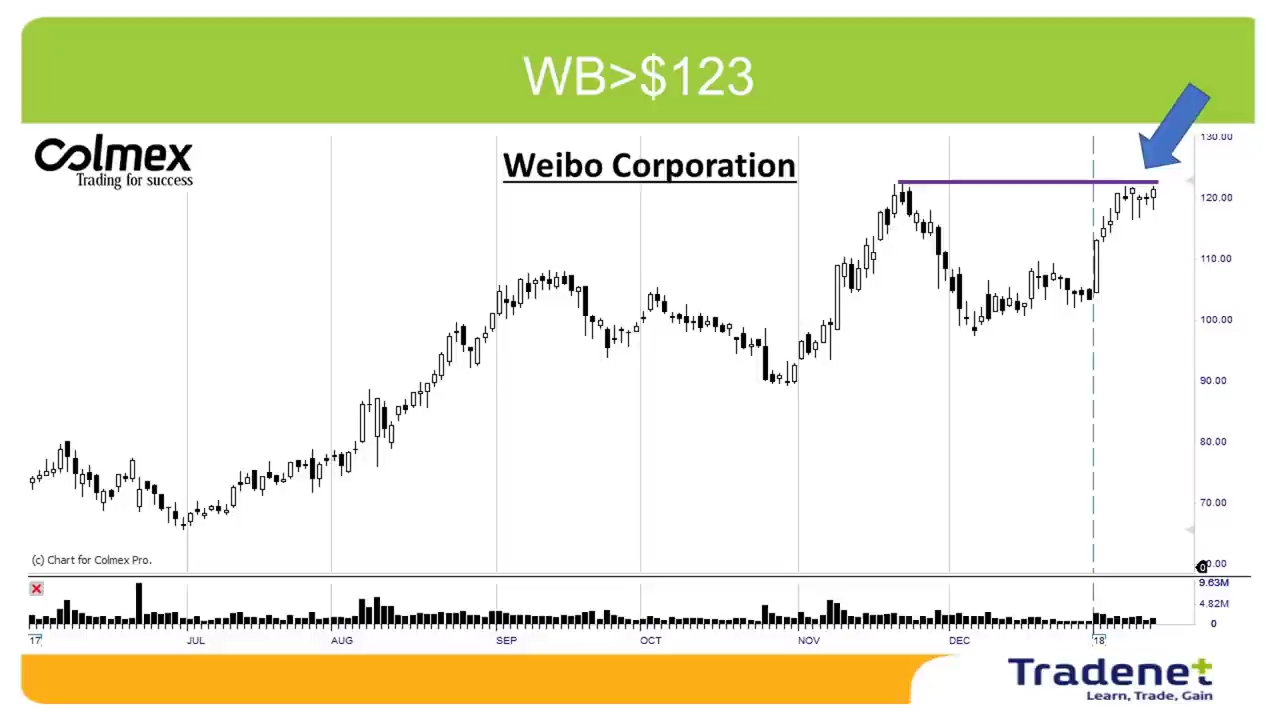 WB>$123
Colmex
Trading for success
Weibo Corporation
130.00
120.00
110.00
100.00
90.00
80.00
70.00
(c) Chart for Colmex Pro.
0
9.63M
4.82M
0
17
JUL
AUG
SEP
OCT
NOV
DEC
18
Tradenet
Learn, Trade, Gain